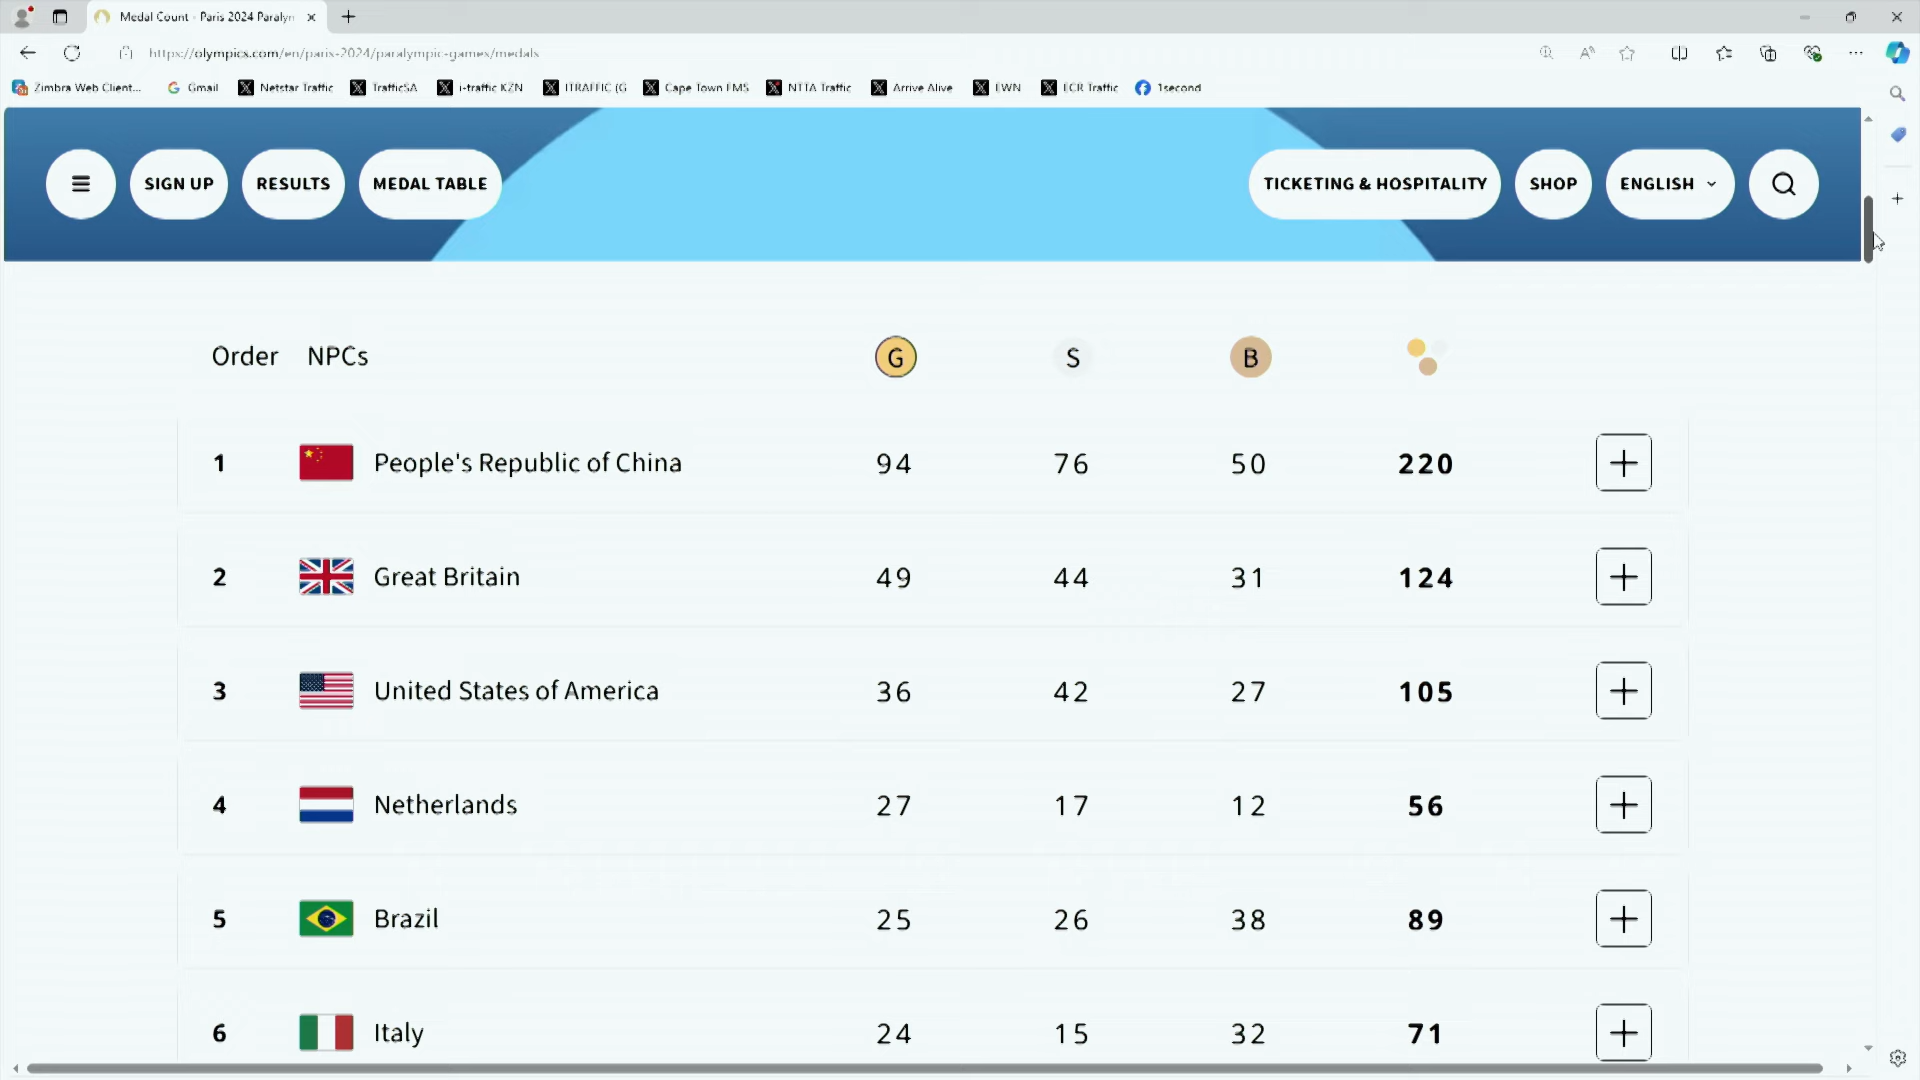 Medal Count - Paris 2024 Paralyn
https://olympics.com/en/paris-2024/paralympic-games/medals
Zimbra Web Client... Gmail Netstar Traffic TrafficSA i-traffic KZN ITRAFFIC (G Cape Town FMS NTTA Traffic Arrive Alive EWN ECR Traffic 1second
SIGN UP RESULTS MEDAL TABLE TICKETING & HOSPITALITY SHOP ENGLISH
Order NPCs G S B
1 People's Republic of China 94 76 50 220
2 Great Britain 49 44 31 124
3 United States of America 36 42 27 105
4 Netherlands 27 17 12 56
5 Brazil 25 26 38 89
6 Italy 24 15 32 71